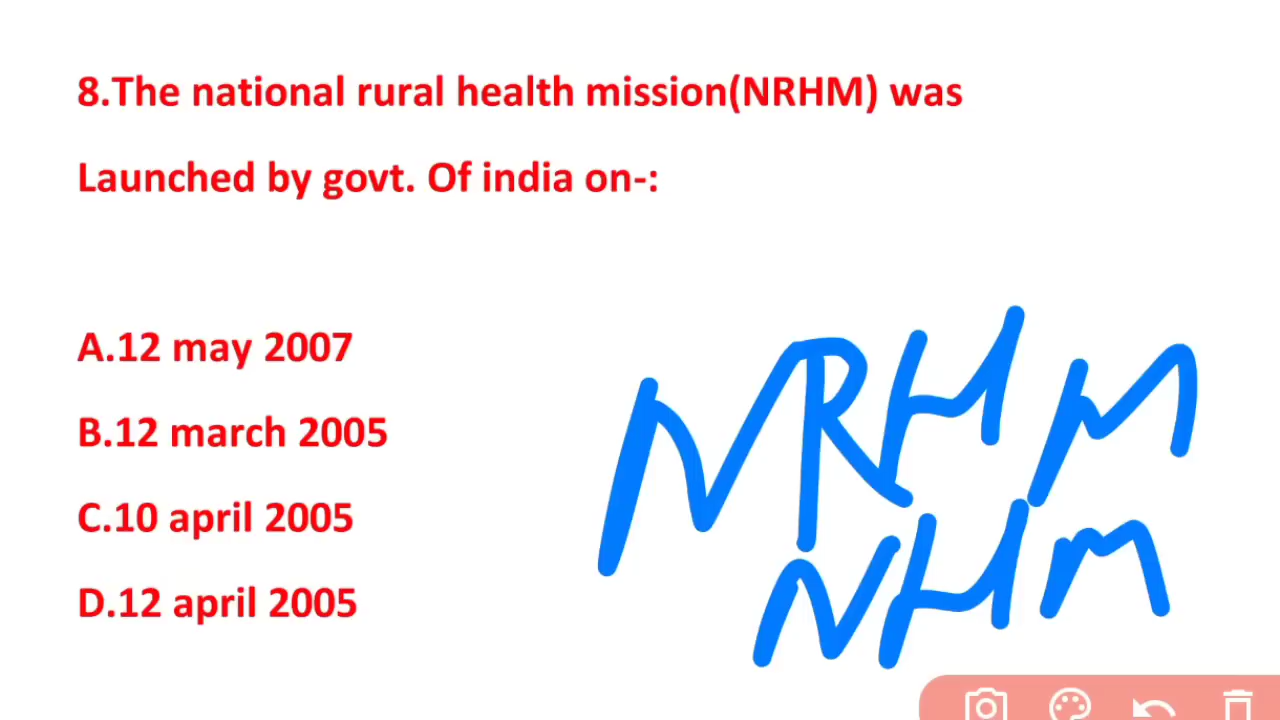 8.The national rural health mission(NRHM) was
Launched by govt. Of india on-:
A.12 may 2007
B.12 march 2005
C.10 april 2005
D.12 april 2005
NRHM
NHM